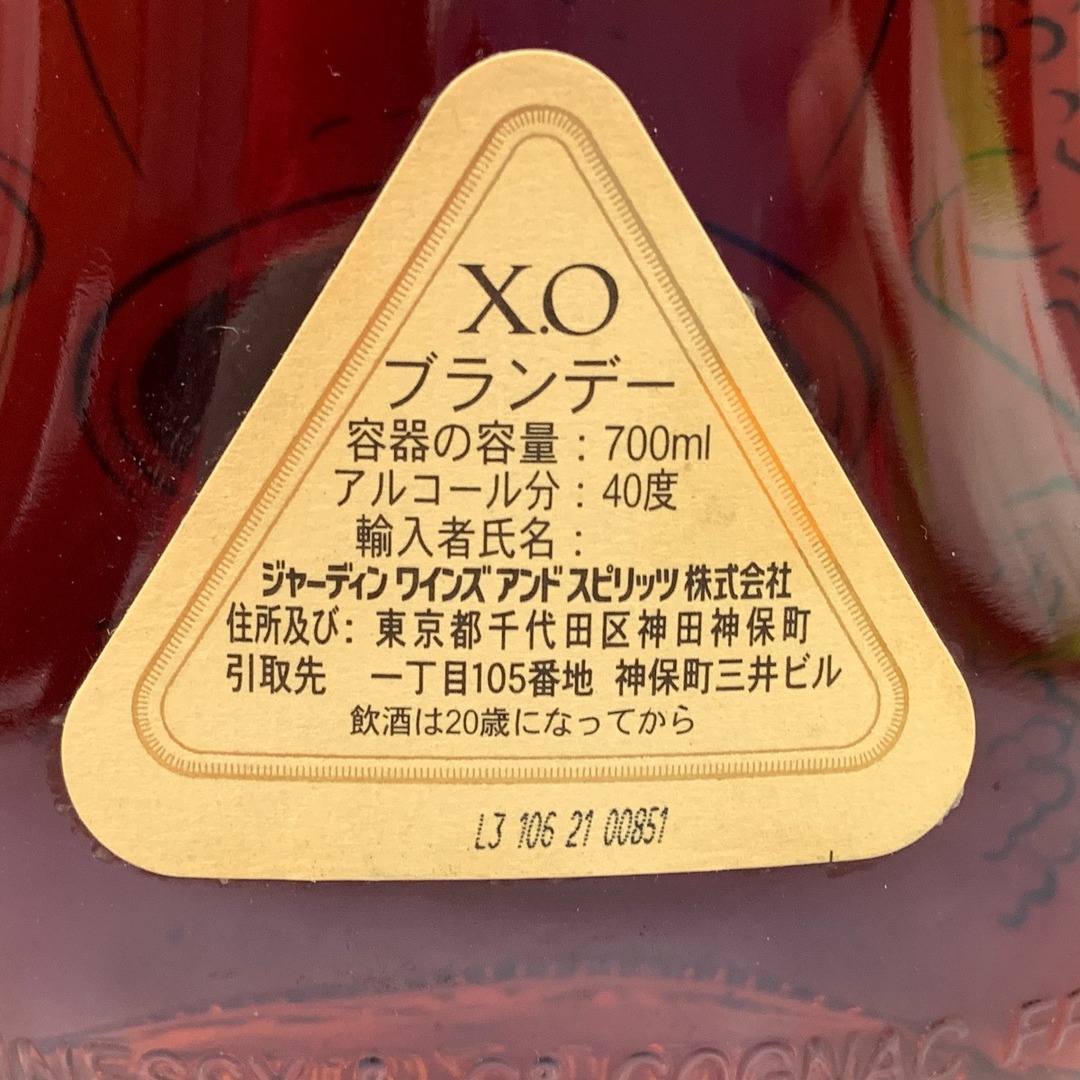 X.O
ブランデー
容器の容量：700ml
アルコール分：40度
輸入者氏名：
ジャーディン ワインズ アンド スピリッツ 株式会社
住所及び：東京都千代田区神田神保町
引取先 一丁目105番地 神保町三井ビル
飲酒は20歳になってから
L3 106 21 00851
COGNAC